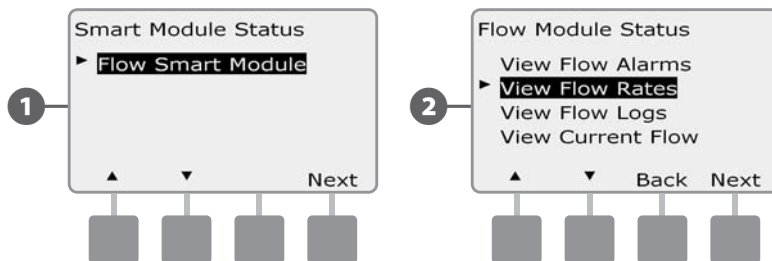 1
Smart Module Status
► Flow Smart Module
▲ ▼ Next
2
Flow Module Status
View Flow Alarms
► View Flow Rates
View Flow Logs
View Current Flow
▲ ▼ Back Next